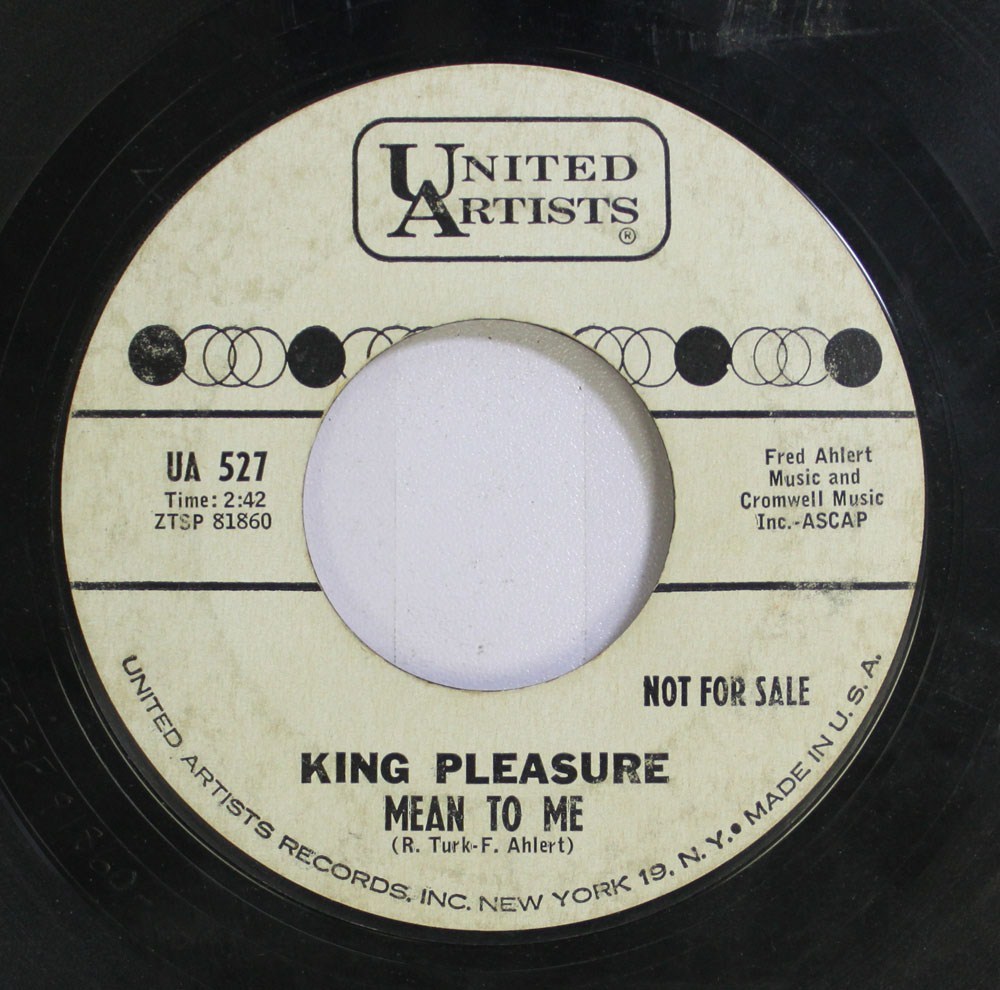 UNITED
ARTISTS
®
UA 527
Time: 2:42
ZTSP 81860
Fred Ahlert
Music and
Cromwell Music
Inc.-ASCAP
NOT FOR SALE
KING PLEASURE
MEAN TO ME
(R. Turk-F. Ahlert)
UNITED ARTISTS RECORDS, INC. NEW YORK 19, N. Y. • MADE IN U. S. A.